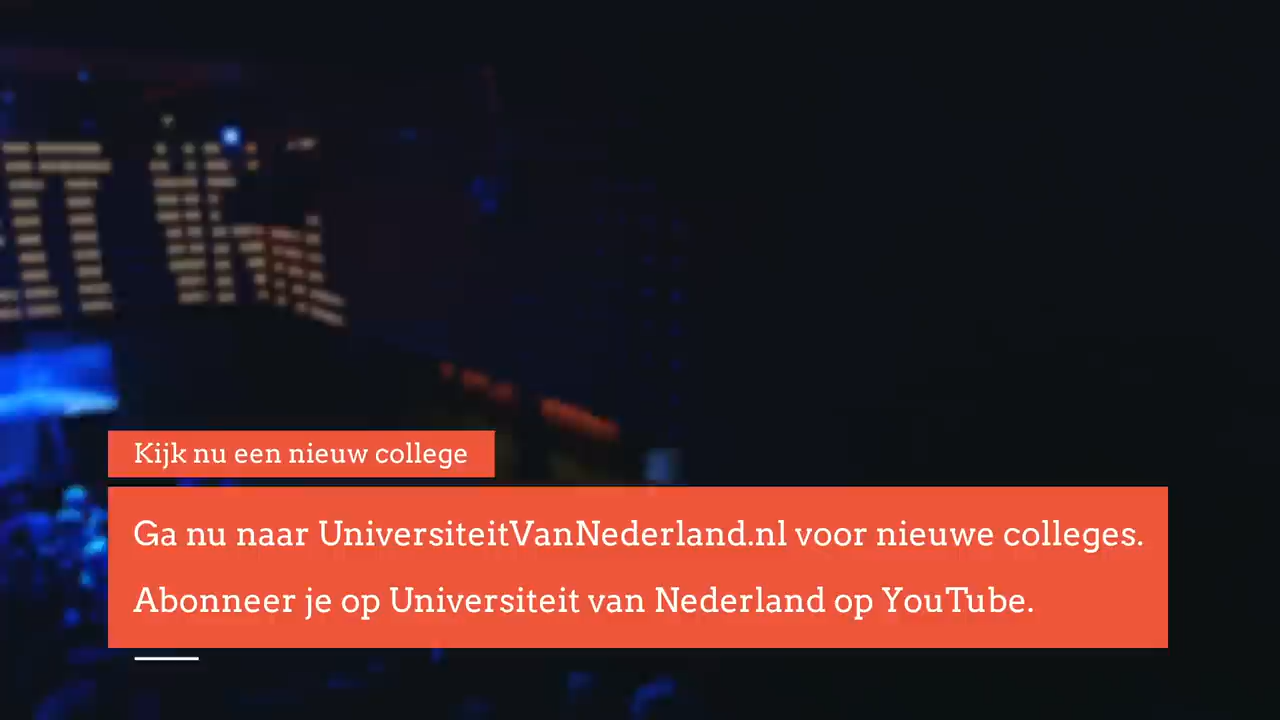 Kijk nu een nieuw college
Ga nu naar UniversiteitVanNederland.nl voor nieuwe colleges.
Abonneer je op Universiteit van Nederland op YouTube.